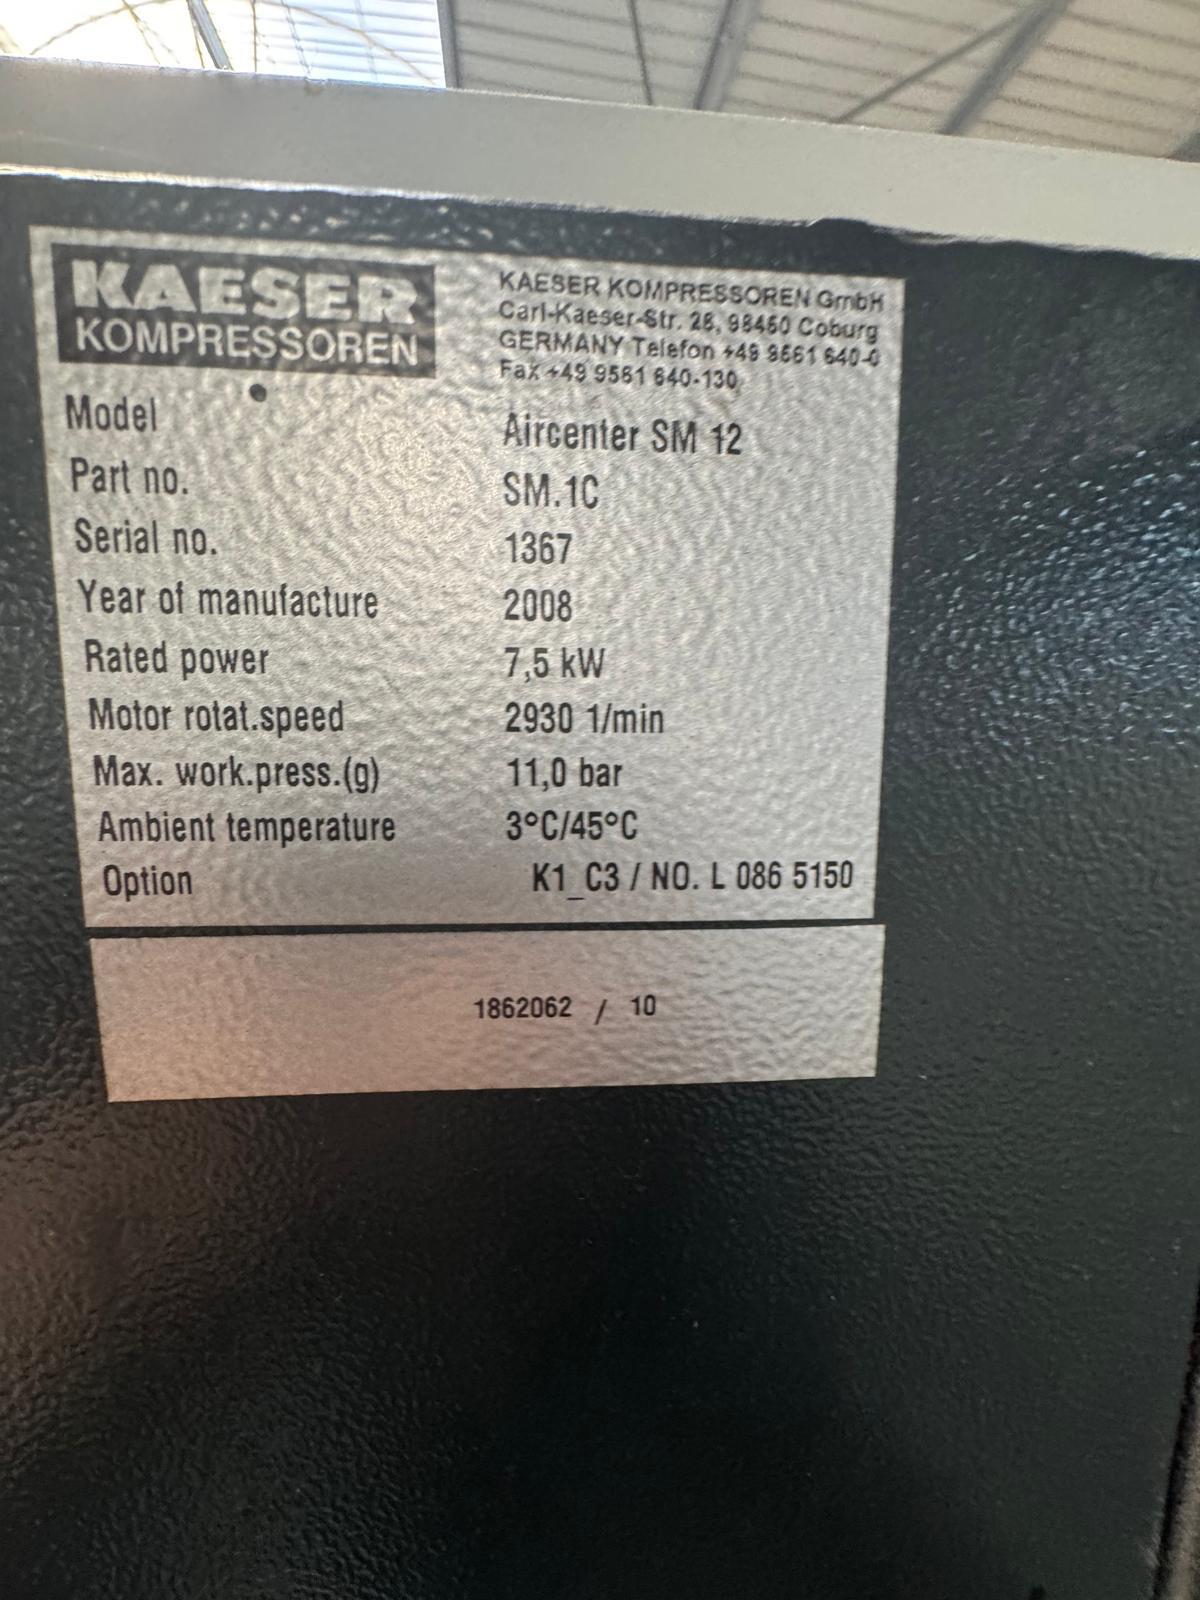 KAESER
KOMPRESSOREN
KAESER KOMPRESSOREN GmbH
Carl-Kaeser-Str. 26, 96450 Coburg
GERMANY Telefon +49 9561 640-0
Fax +49 9561 640-130
Model Aircenter SM 12
Part no. SM.1C
Serial no. 1367
Year of manufacture 2008
Rated power 7,5 kW
Motor rotat.speed 2930 1/min
Max. work.press.(g) 11,0 bar
Ambient temperature 3°C/45°C
Option K1_C3 / NO. L 086 5150
1862062 / 10